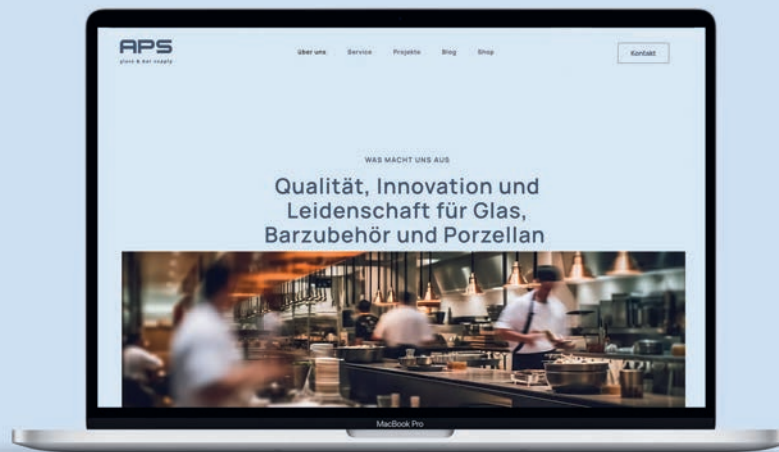 APS
glass & bar supply
über uns Service Projekte Blog Shop
Kontakt
WAS MACHT UNS AUS
Qualität, Innovation und
Leidenschaft für Glas,
Barzubehör und Porzellan
MacBook Pro